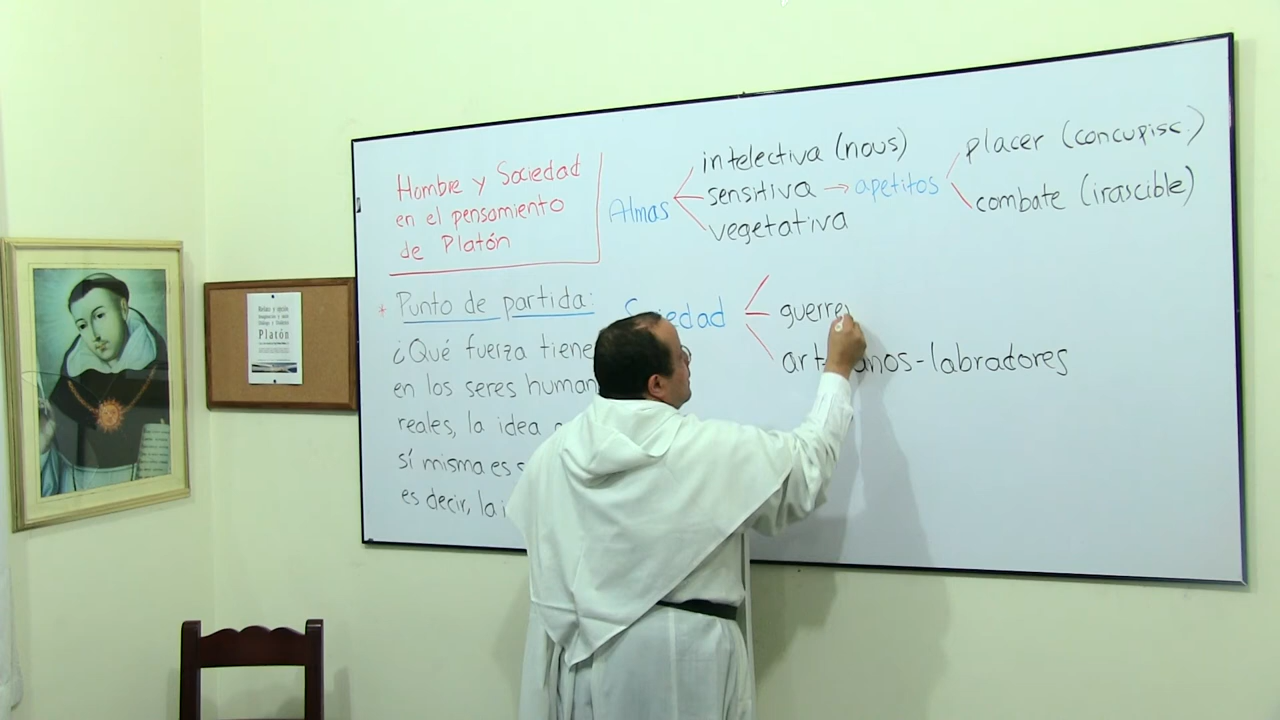 Hombre y Sociedad
en el pensamiento
de Platón
Almas
intelectiva (nous)
sensitiva → apetitos
vegetativa
placer (concupisc.)
combate (irascible)
* Punto de partida:
¿Qué fuerza tiene
en los seres human
reales, la idea
sí misma es s
es decir, la i
guerre
labradores
Platón